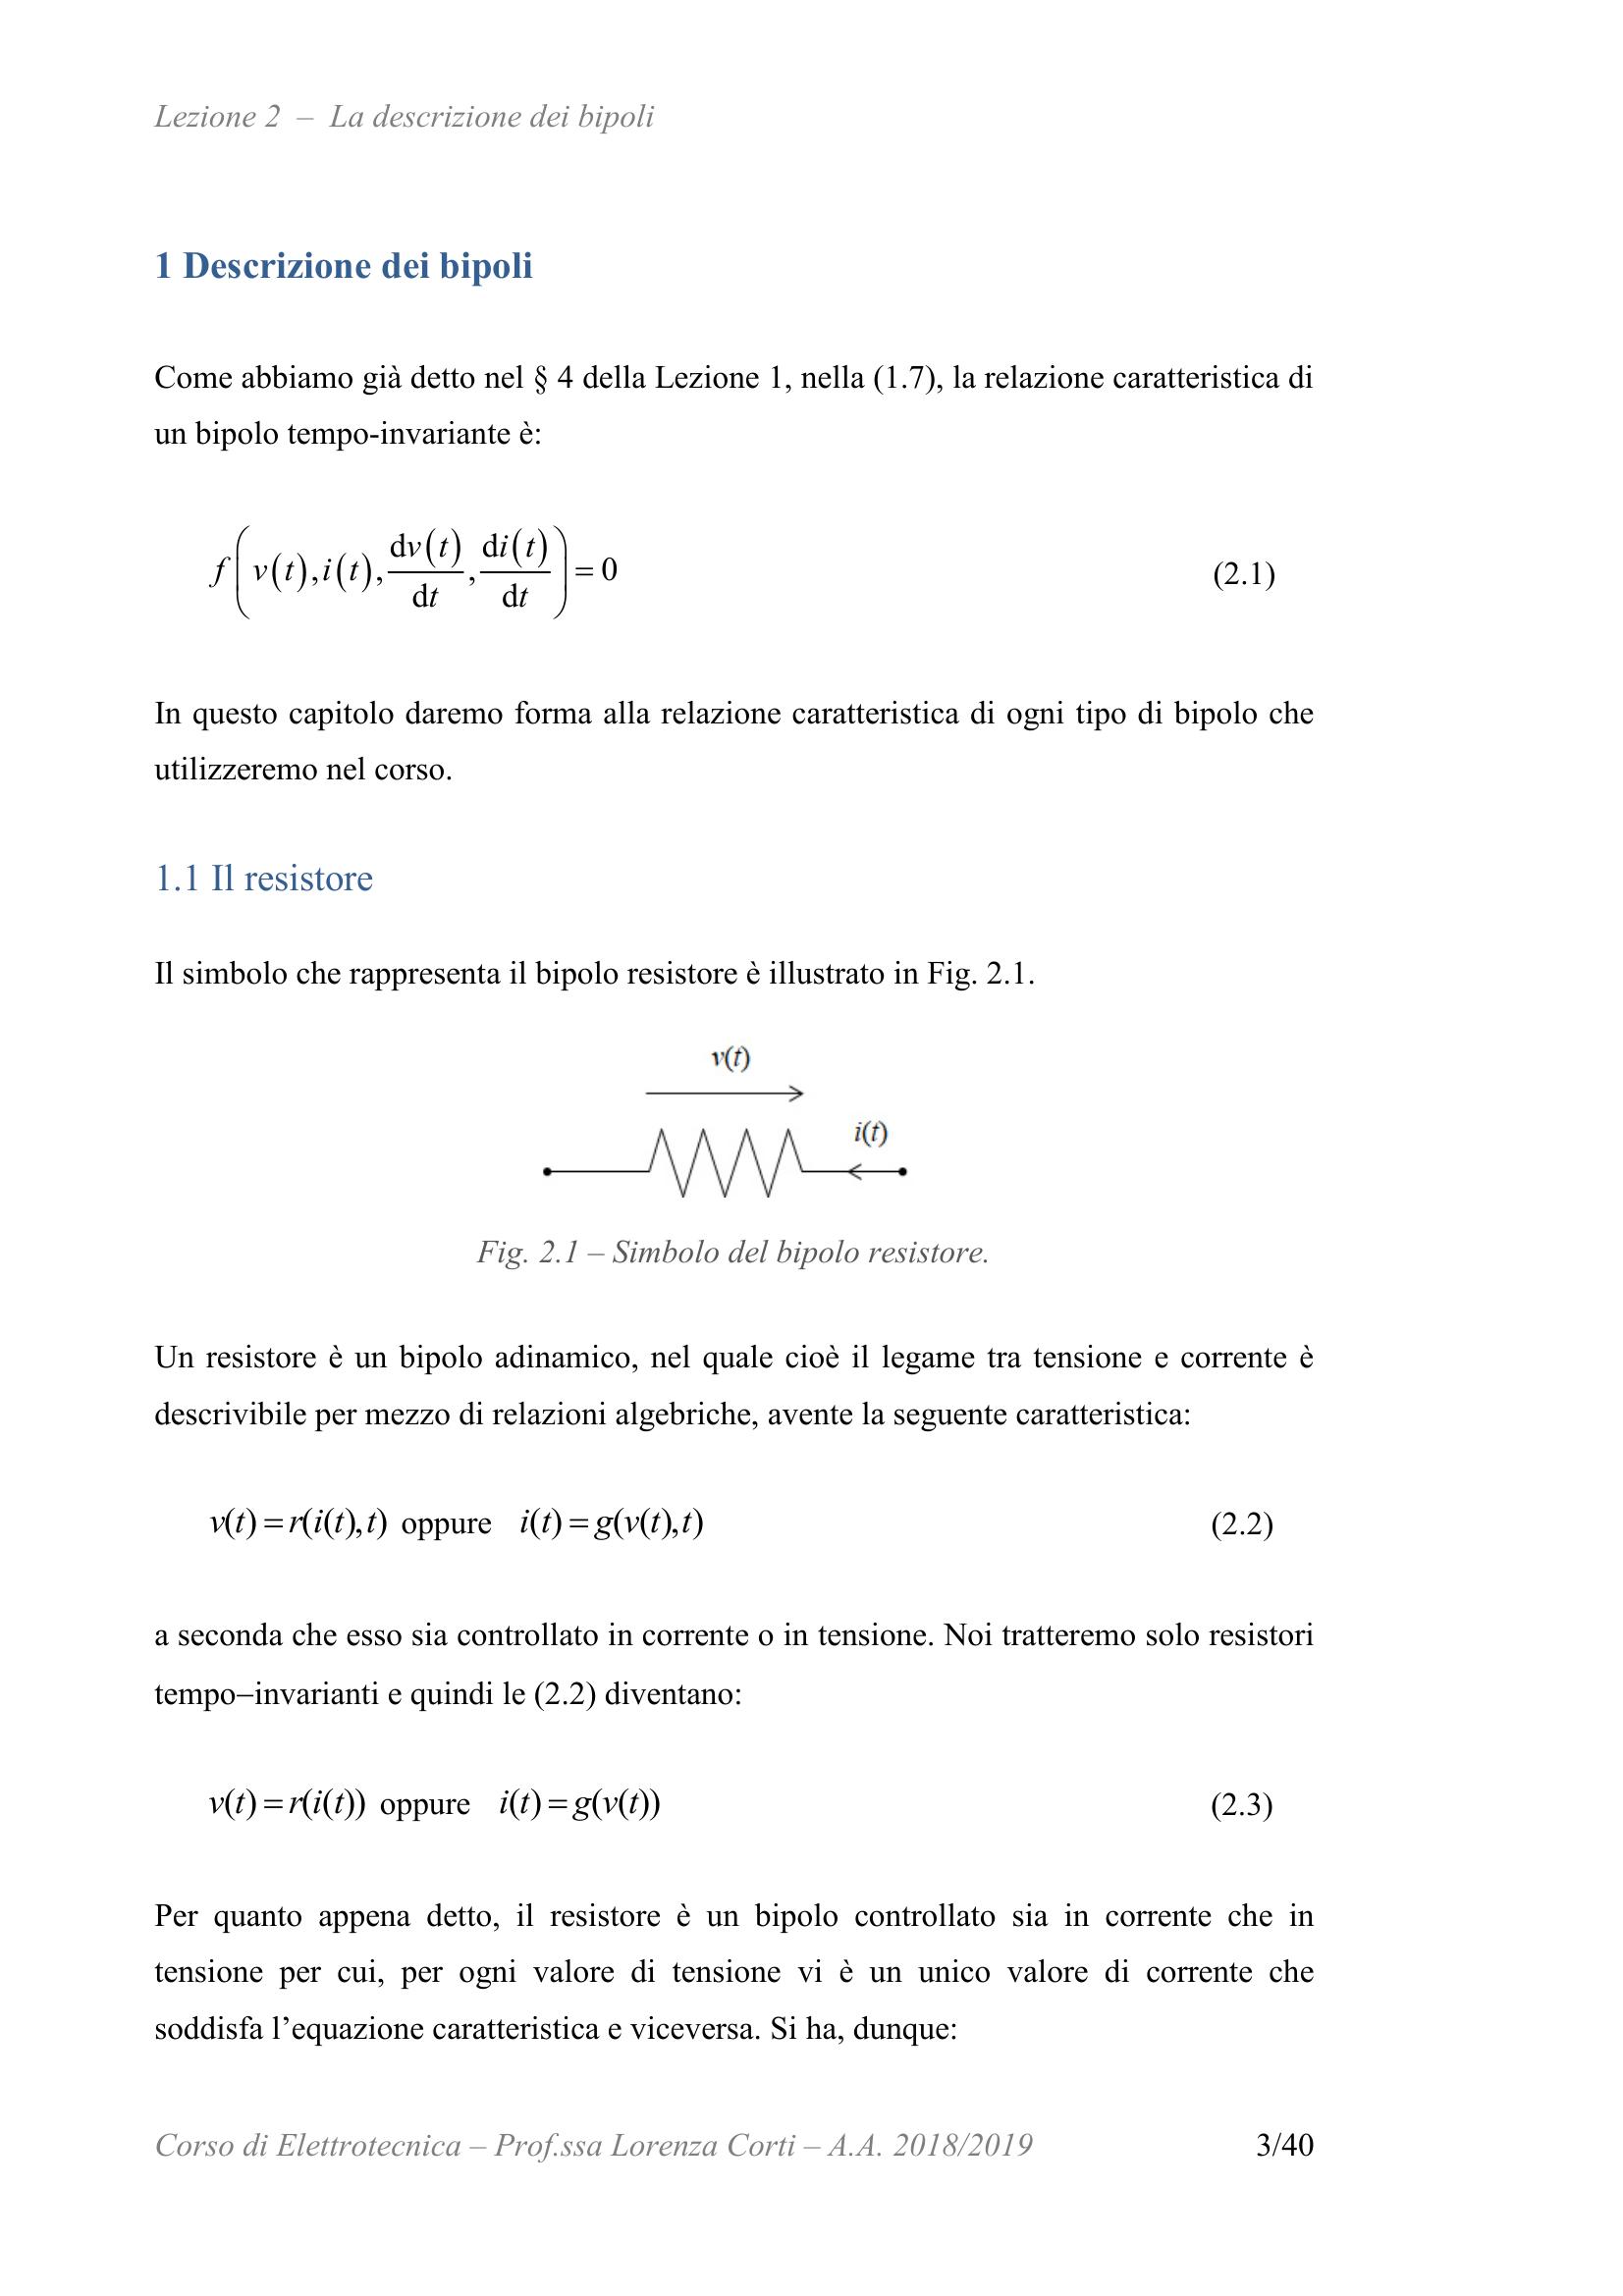 Lezione 2 – La descrizione dei bipoli
1 Descrizione dei bipoli
Come abbiamo già detto nel § 4 della Lezione 1, nella (1.7), la relazione caratteristica di
un bipolo tempo-invariante è:
f( v(t), i(t), dv(t)/dt, di(t)/dt ) = 0 (2.1)
In questo capitolo daremo forma alla relazione caratteristica di ogni tipo di bipolo che
utilizzeremo nel corso.
1.1 Il resistore
Il simbolo che rappresenta il bipolo resistore è illustrato in Fig. 2.1.
v(t)
i(t)
Fig. 2.1 – Simbolo del bipolo resistore.
Un resistore è un bipolo adinamico, nel quale cioè il legame tra tensione e corrente è
descrivibile per mezzo di relazioni algebriche, avente la seguente caratteristica:
v(t) = r(i(t),t) oppure i(t) = g(v(t),t) (2.2)
a seconda che esso sia controllato in corrente o in tensione. Noi tratteremo solo resistori
tempo–invarianti e quindi le (2.2) diventano:
v(t) = r(i(t)) oppure i(t) = g(v(t)) (2.3)
Per quanto appena detto, il resistore è un bipolo controllato sia in corrente che in
tensione per cui, per ogni valore di tensione vi è un unico valore di corrente che
soddisfa l’equazione caratteristica e viceversa. Si ha, dunque:
Corso di Elettrotecnica – Prof.ssa Lorenza Corti – A.A. 2018/2019 3/40